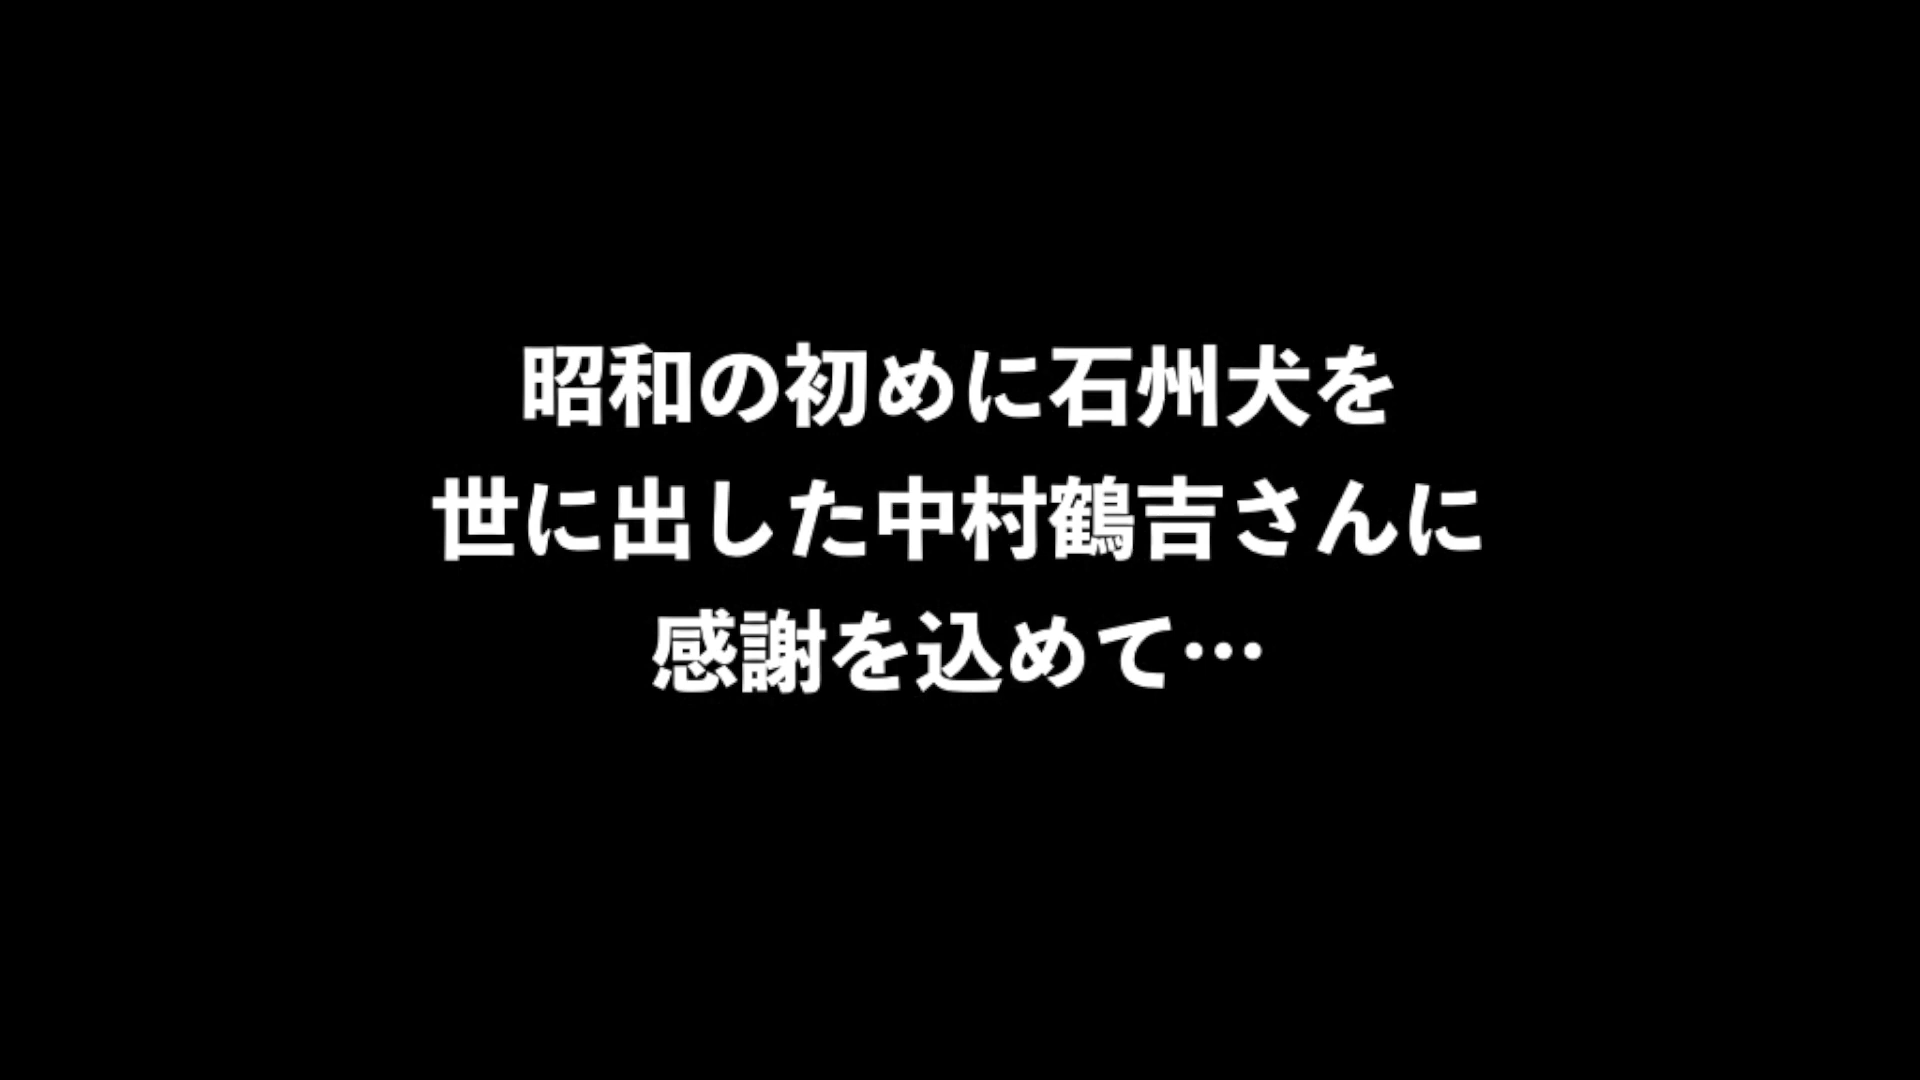 昭和の初めに石州犬を
世に出した中村鶴吉さんに
感謝を込めて…